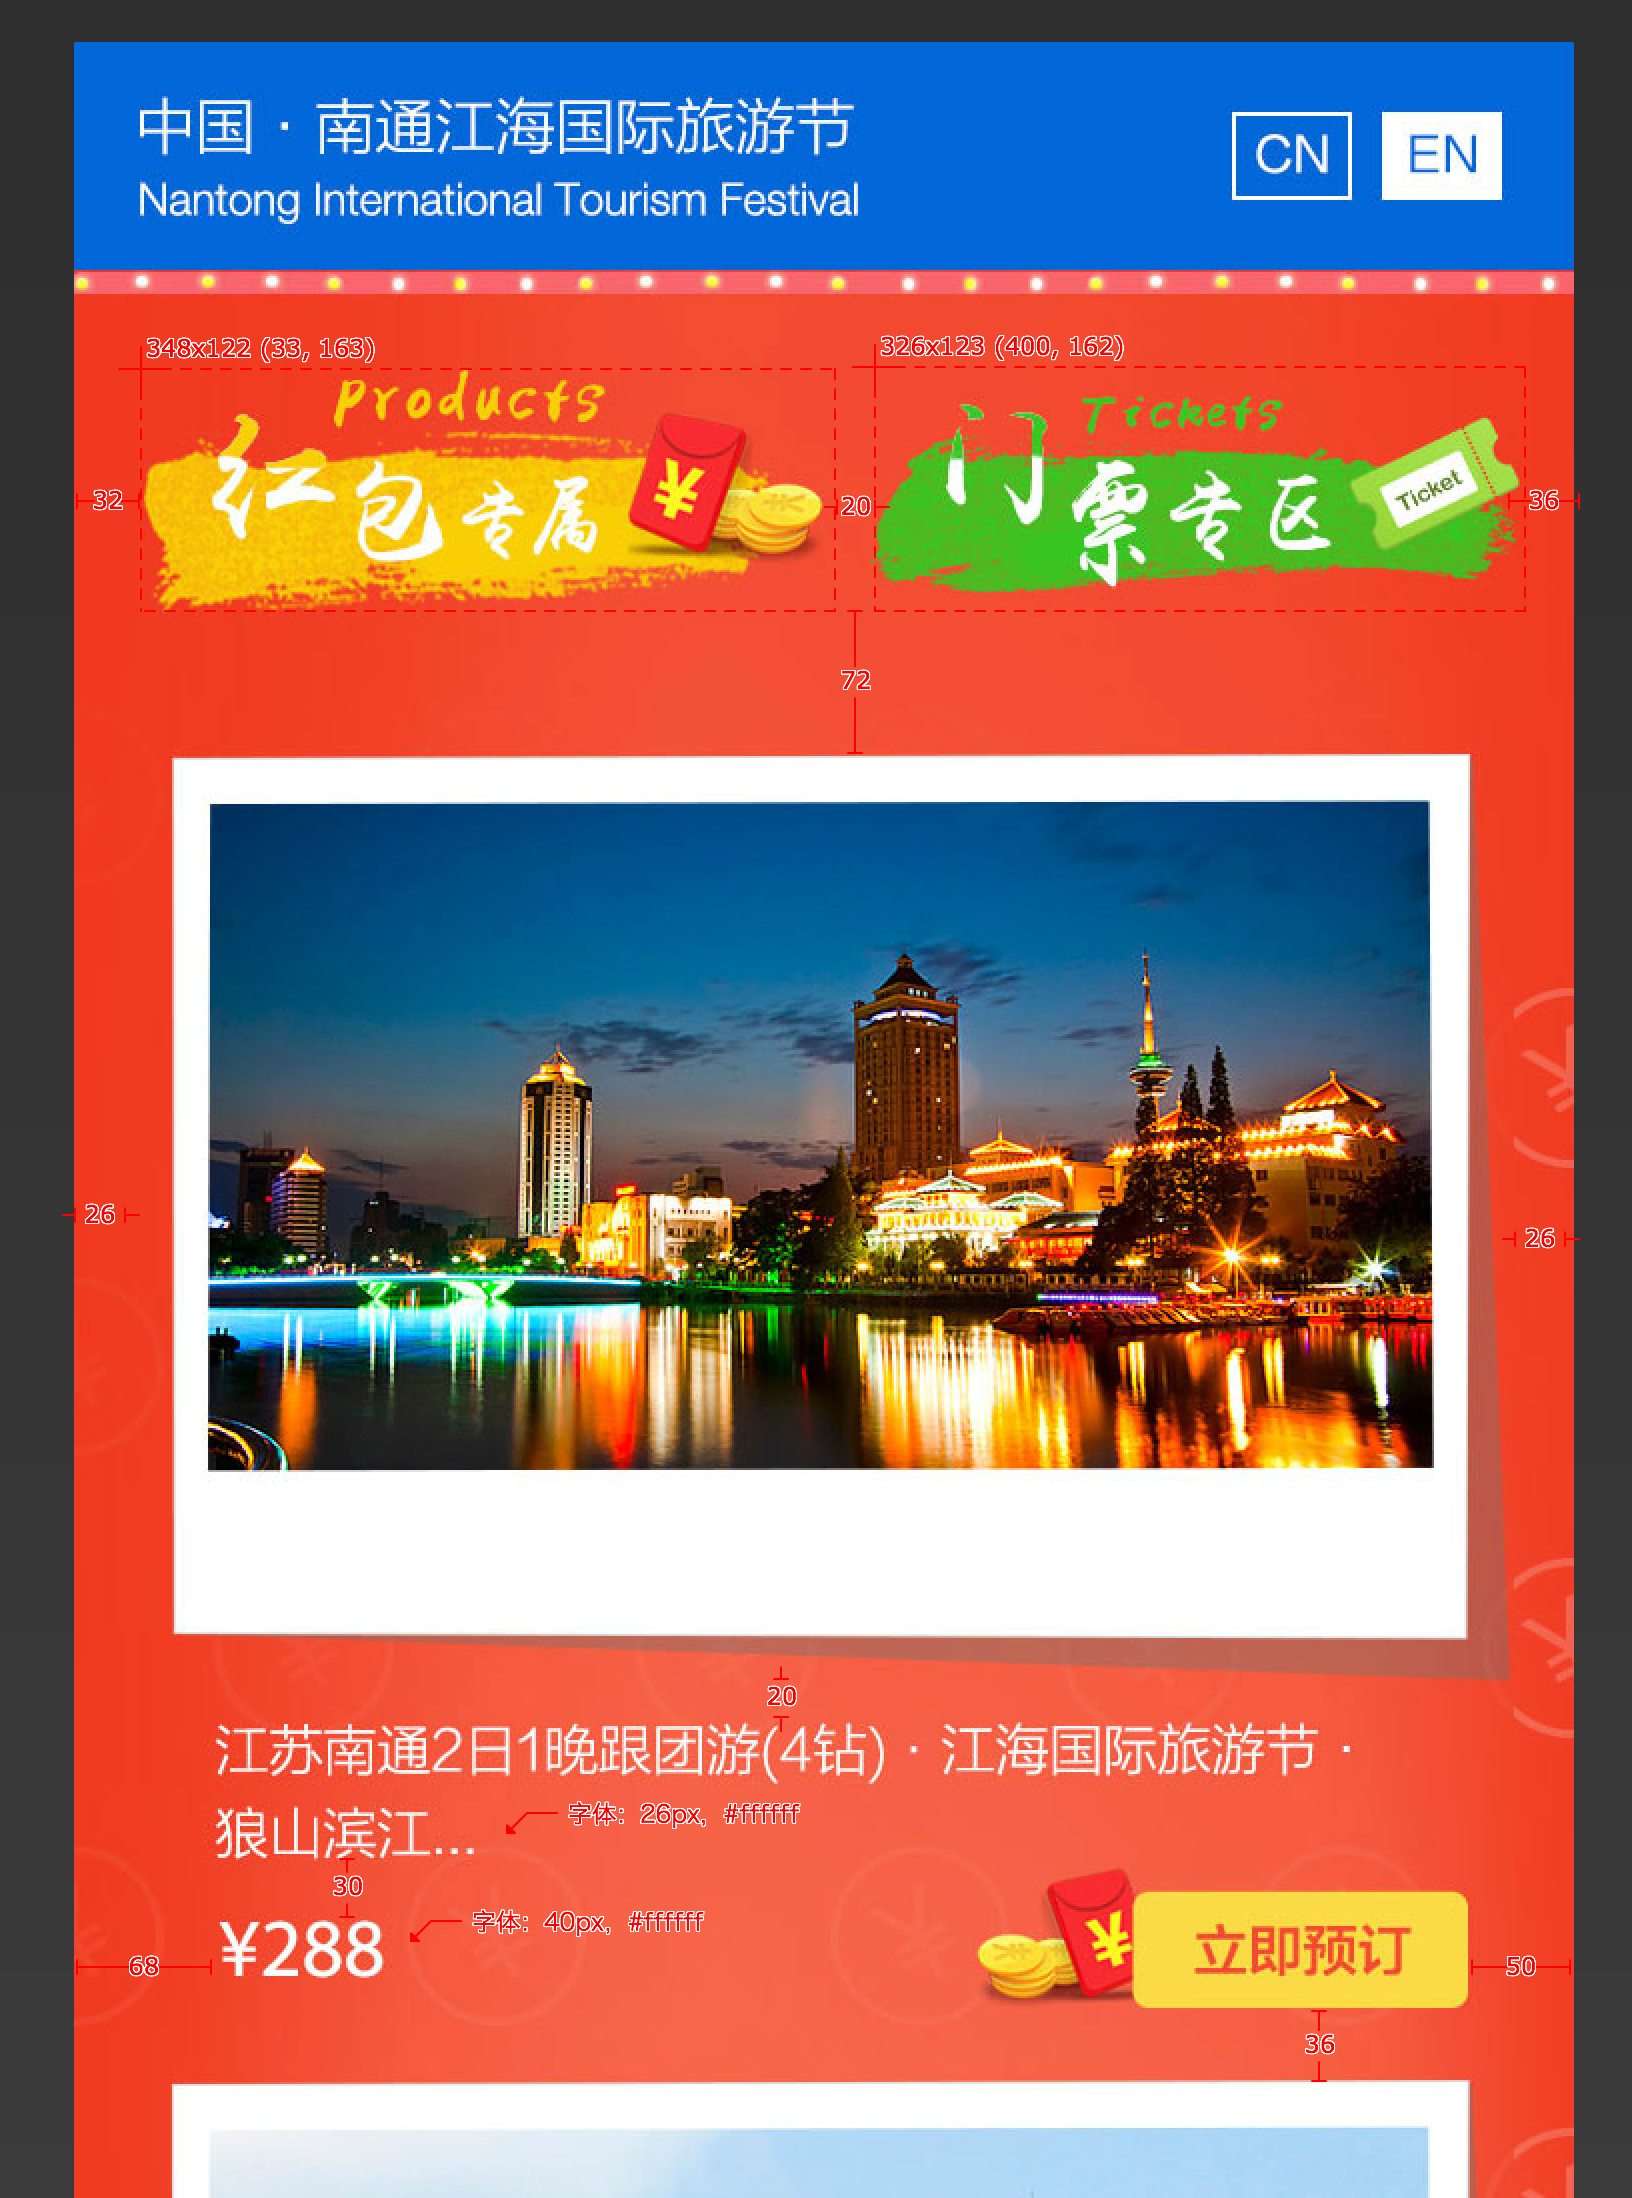 中国 · 南通江海国际旅游节
Nantong International Tourism Festival
CN
EN
348x122 (33, 163)
326x123 (400, 162)
Products
红包专属
¥
Tickets
门票专区
Ticket
32
20
36
72
26
26
20
江苏南通2日1晚跟团游(4钻) · 江海国际旅游节 ·
狼山滨江...
字体: 26px, #ffffff
30
¥288
字体: 40px, #ffffff
¥
立即预订
68
50
36